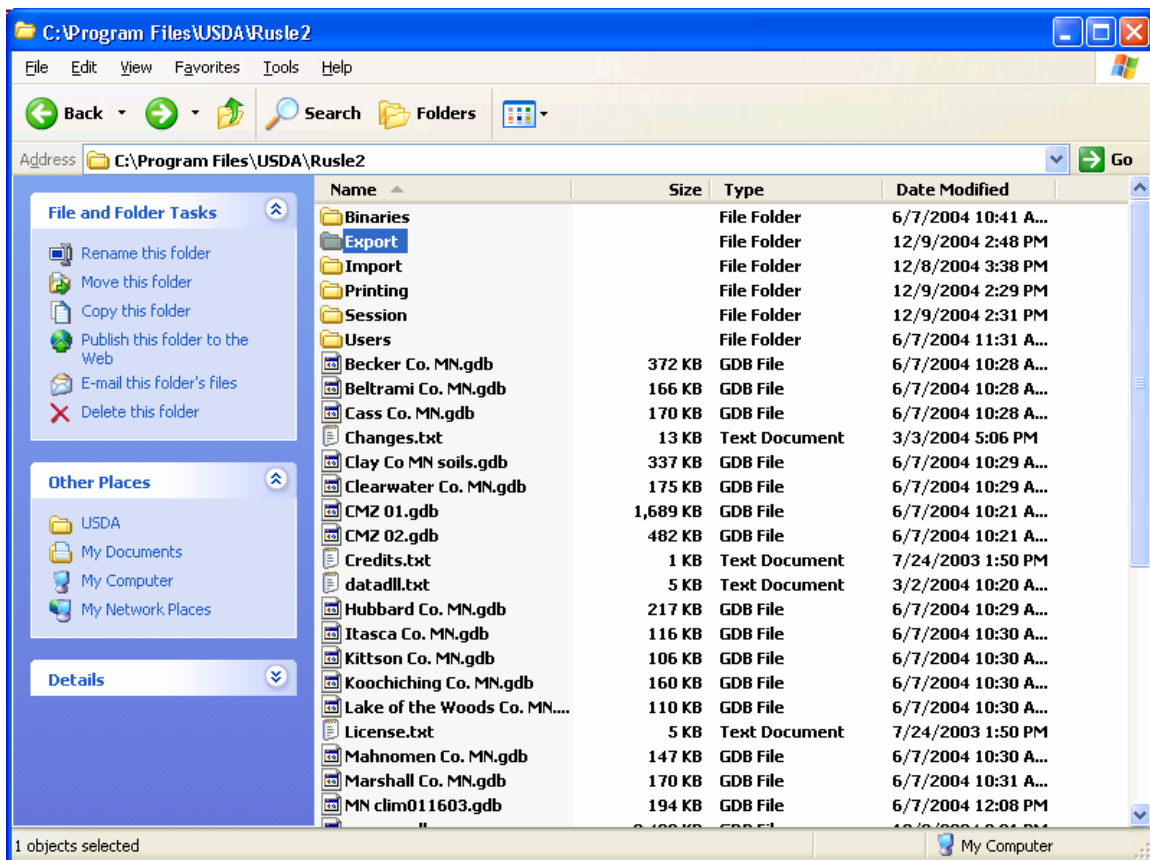 C:\Program Files\USDA\Rusle2
File Edit View Favorites Tools Help
Back Search Folders
Address C:\Program Files\USDA\Rusle2 Go
File and Folder Tasks
Rename this folder
Move this folder
Copy this folder
Publish this folder to the
Web
E-mail this folder's files
Delete this folder
Other Places
USDA
My Documents
My Computer
My Network Places
Details
Name Size Type Date Modified
Binaries File Folder 6/7/2004 10:41 A...
Export File Folder 12/9/2004 2:48 PM
Import File Folder 12/8/2004 3:38 PM
Printing File Folder 12/9/2004 2:29 PM
Session File Folder 12/9/2004 2:31 PM
Users File Folder 6/7/2004 11:31 A...
Becker Co. MN.gdb 372 KB GDB File 6/7/2004 10:28 A...
Beltrami Co. MN.gdb 166 KB GDB File 6/7/2004 10:28 A...
Cass Co. MN.gdb 170 KB GDB File 6/7/2004 10:28 A...
Changes.txt 13 KB Text Document 3/3/2004 5:06 PM
Clay Co MN soils.gdb 337 KB GDB File 6/7/2004 10:29 A...
Clearwater Co. MN.gdb 175 KB GDB File 6/7/2004 10:29 A...
CMZ 01.gdb 1,689 KB GDB File 6/7/2004 10:21 A...
CMZ 02.gdb 482 KB GDB File 6/7/2004 10:21 A...
Credits.txt 1 KB Text Document 7/24/2003 1:50 PM
datadll.txt 5 KB Text Document 3/2/2004 10:20 A...
Hubbard Co. MN.gdb 217 KB GDB File 6/7/2004 10:29 A...
Itasca Co. MN.gdb 116 KB GDB File 6/7/2004 10:30 A...
Kittson Co. MN.gdb 106 KB GDB File 6/7/2004 10:30 A...
Koochiching Co. MN.gdb 160 KB GDB File 6/7/2004 10:30 A...
Lake of the Woods Co. MN.... 110 KB GDB File 6/7/2004 10:30 A...
License.txt 5 KB Text Document 7/24/2003 1:50 PM
Mahnomen Co. MN.gdb 147 KB GDB File 6/7/2004 10:30 A...
Marshall Co. MN.gdb 170 KB GDB File 6/7/2004 10:31 A...
MN clim011603.gdb 194 KB GDB File 6/7/2004 12:08 PM
1 objects selected My Computer